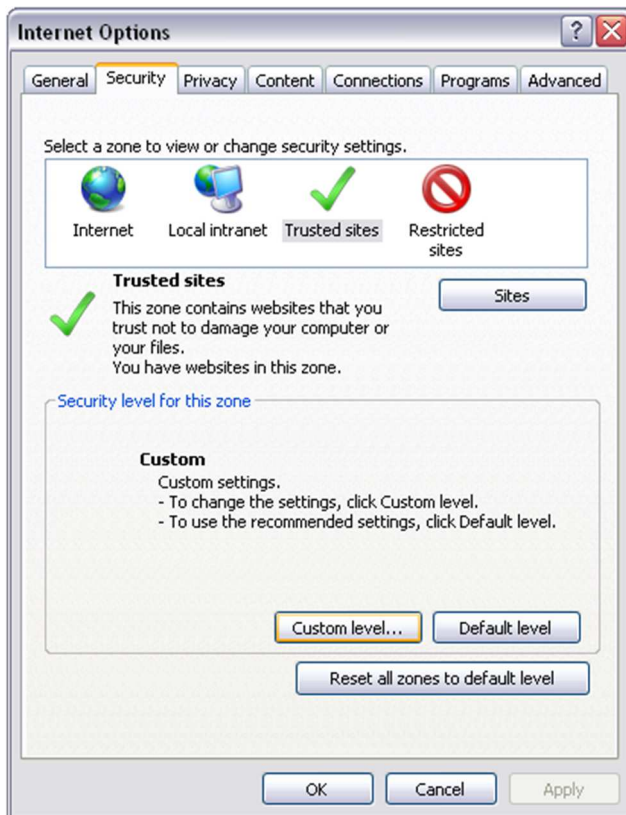 Internet Options
General Security Privacy Content Connections Programs Advanced
Select a zone to view or change security settings.
Internet Local intranet Trusted sites Restricted
sites
Trusted sites
Sites
This zone contains websites that you
trust not to damage your computer or
your files.
You have websites in this zone.
Security level for this zone
Custom
Custom settings.
- To change the settings, click Custom level.
- To use the recommended settings, click Default level.
Custom level... Default level
Reset all zones to default level
OK Cancel Apply